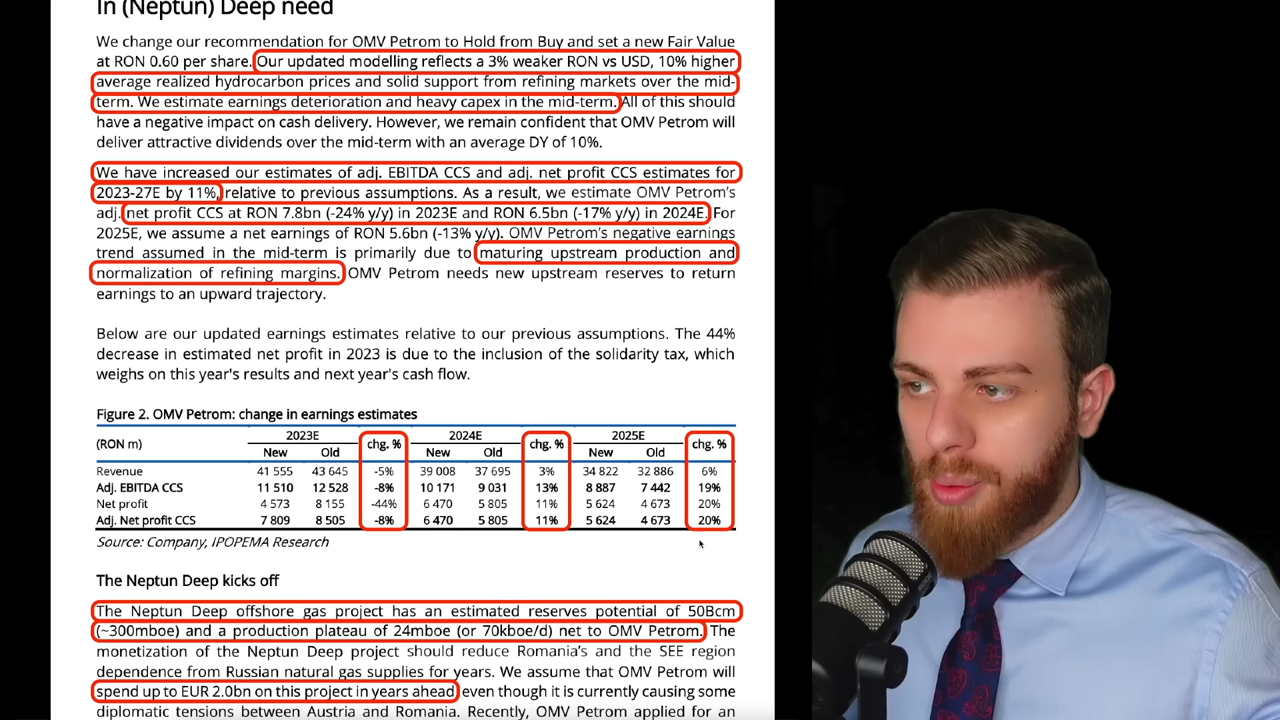 In (Neptun) Deep need
We change our recommendation for OMV Petrom to Hold from Buy and set a new Fair Value
at RON 0.60 per share. Our updated modelling reflects a 3% weaker RON vs USD, 10% higher
average realized hydrocarbon prices and solid support from refining markets over the mid-
term. We estimate earnings deterioration and heavy capex in the mid-term. All of this should
have a negative impact on cash delivery. However, we remain confident that OMV Petrom will
deliver attractive dividends over the mid-term with an average DY of 10%.
We have increased our estimates of adj. EBITDA CCS and adj. net profit CCS estimates for
2023-27E by 11%, relative to previous assumptions. As a result, we estimate OMV Petrom's
adj. net profit CCS at RON 7.8bn (-24% y/y) in 2023E and RON 6.5bn (-17% y/y) in 2024E. For
2025E, we assume a net earnings of RON 5.6bn (-13% y/y). OMV Petrom's negative earnings
trend assumed in the mid-term is primarily due to maturing upstream production and
normalization of refining margins. OMV Petrom needs new upstream reserves to return
earnings to an upward trajectory.
Below are our updated earnings estimates relative to our previous assumptions. The 44%
decrease in estimated net profit in 2023 is due to the inclusion of the solidarity tax, which
weighs on this year's results and next year's cash flow.
Figure 2. OMV Petrom: change in earnings estimates
(RON m) 2023E chg. % 2024E chg. % 2025E chg. %
New Old New Old New Old
Revenue 41 555 43 645 -5% 39 008 37 695 3% 34 822 32 886 6%
Adj. EBITDA CCS 11 510 12 528 -8% 10 171 9 031 13% 8 887 7 442 19%
Net profit 4 573 8 155 -44% 6 470 5 805 11% 5 624 4 673 20%
Adj. Net profit CCS 7 809 8 505 -8% 6 470 5 805 11% 5 624 4 673 20%
Source: Company, IPOPEMA Research
The Neptun Deep kicks off
The Neptun Deep offshore gas project has an estimated reserves potential of 50Bcm
(~300mboe) and a production plateau of 24mboe (or 70kboe/d) net to OMV Petrom. The
monetization of the Neptun Deep project should reduce Romania's and the SEE region
dependence from Russian natural gas supplies for years. We assume that OMV Petrom will
spend up to EUR 2.0bn on this project in years ahead even though it is currently causing some
diplomatic tensions between Austria and Romania. Recently, OMV Petrom applied for an